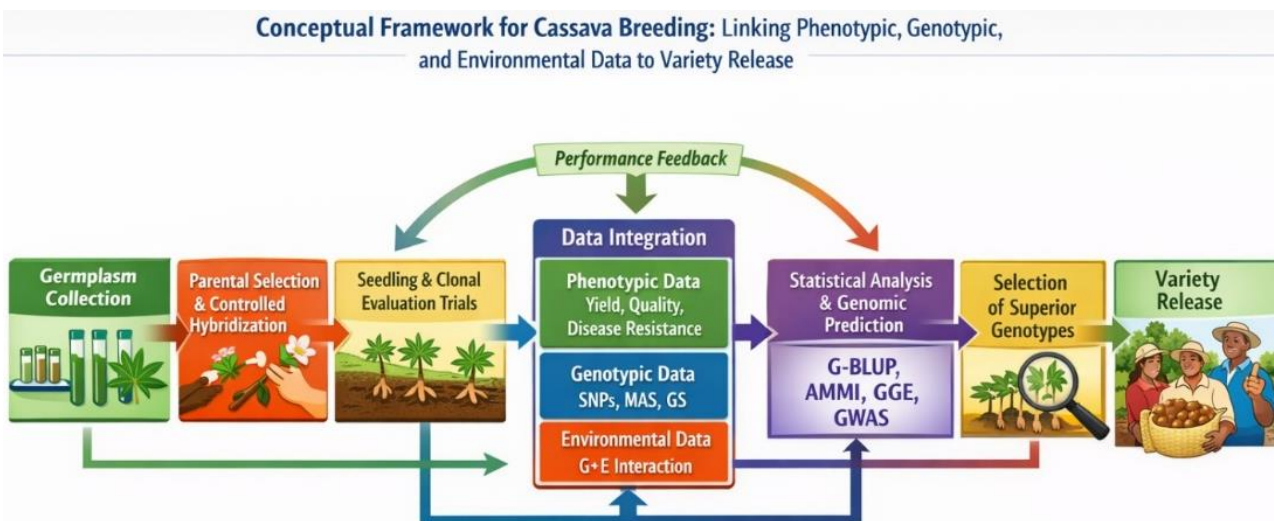 Conceptual Framework for Cassava Breeding: Linking Phenotypic, Genotypic,
and Environmental Data to Variety Release
Performance Feedback
Germplasm
Collection
Parental Selection
& Controlled
Hybridization
Seedling & Clonal
Evaluation Trials
Data Integration
Phenotypic Data
Yield, Quality,
Disease Resistance
Genotypic Data
SNPs, MAS, GS
Environmental Data
G+E Interaction
Statistical Analysis
& Genomic
Prediction
G-BLUP,
AMMI, GGE,
GWAS
Selection
of Superior
Genotypes
Variety
Release